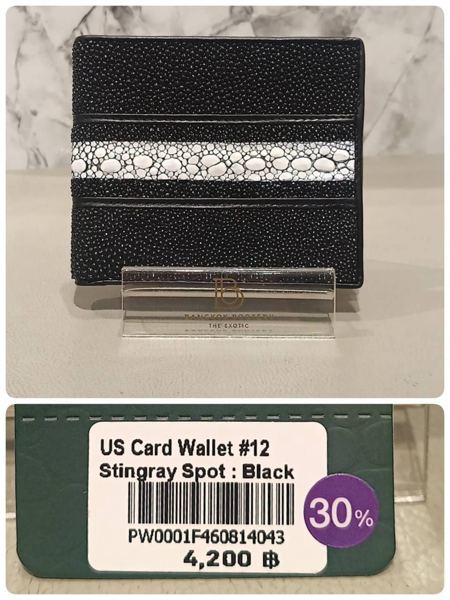 B
BANGKOK BOOTERY
THE EXOTIC
US Card Wallet #12
Stingray Spot : Black
PW0001F460814043
4,200 ฿
30%